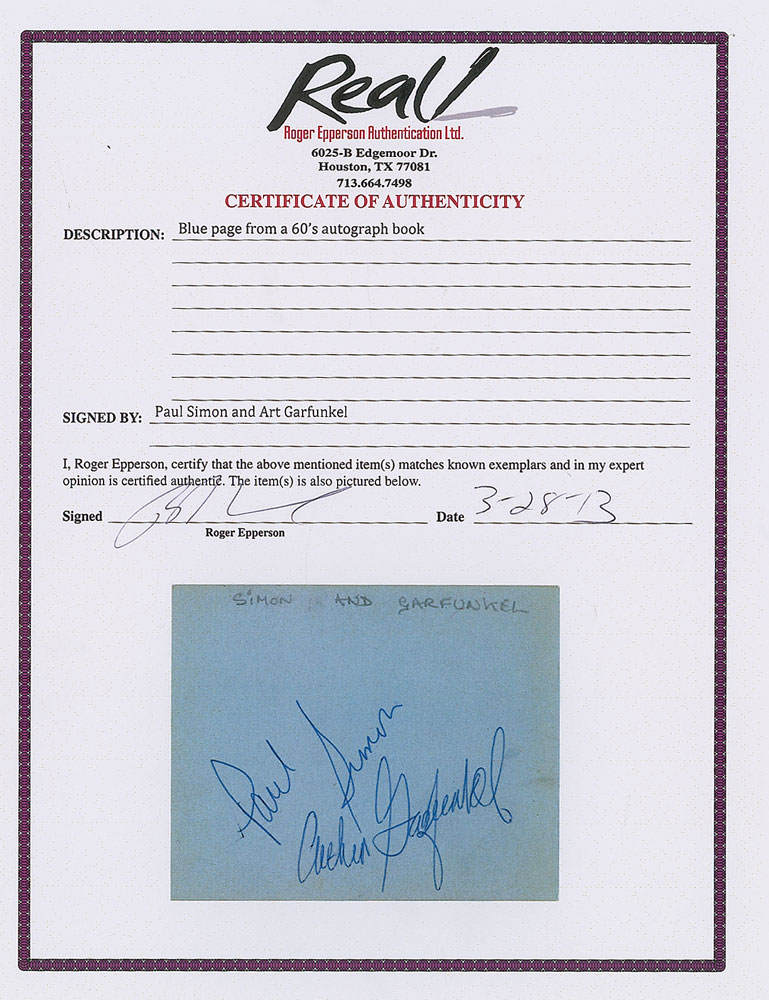 Real!
Roger Epperson Authentication Ltd.
6025-B Edgemoor Dr.
Houston, TX 77081
713.664.7498
CERTIFICATE OF AUTHENTICITY
DESCRIPTION: Blue page from a 60's autograph book
SIGNED BY: Paul Simon and Art Garfunkel
I, Roger Epperson, certify that the above mentioned item(s) matches known exemplars and in my expert
opinion is certified authentic. The item(s) is also pictured below.
Signed Date 3-28-13
Roger Epperson
SIMON AND GARFUNKEL
Paul Simon
Arthur Garfunkel